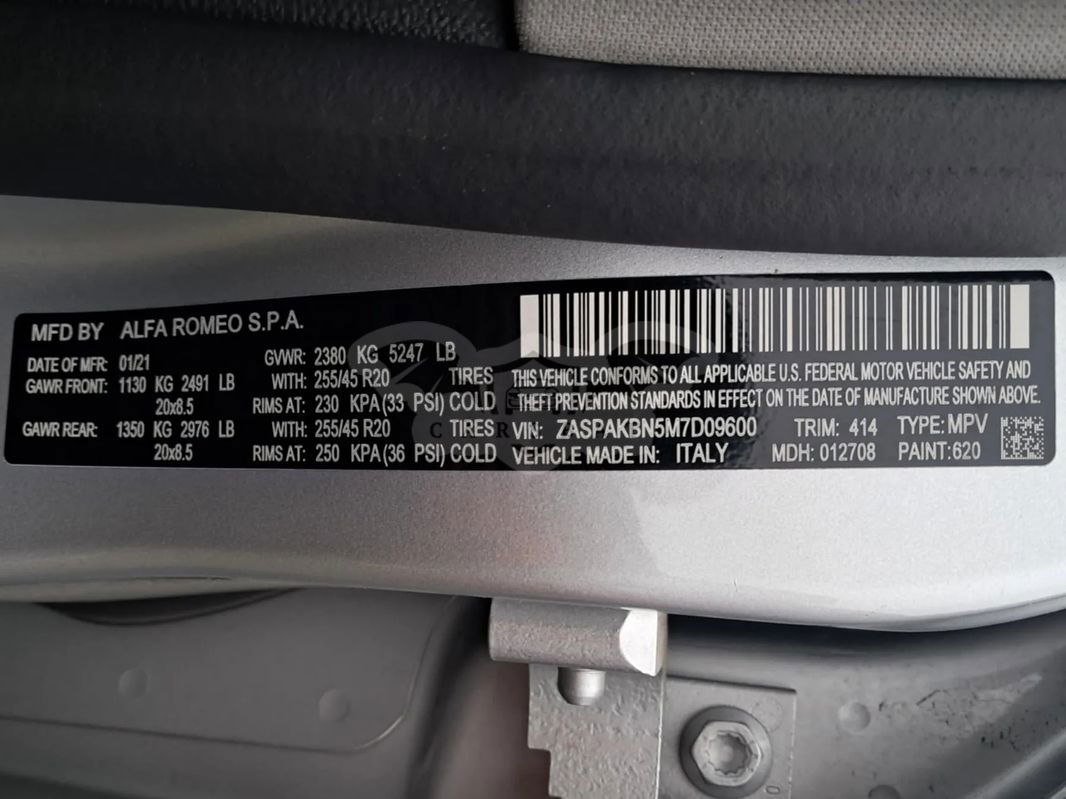 MFD BY ALFA ROMEO S.P.A.
DATE OF MFR: 01/21 GVWR: 2380 KG 5247 LB
GAWR FRONT: 1130 KG 2491 LB WITH: 255/45 R20 TIRES
20x8.5 RIMS AT: 230 KPA(33 PSI) COLD
GAWR REAR: 1350 KG 2976 LB WITH: 255/45 R20 TIRES
20x8.5 RIMS AT: 250 KPA(36 PSI) COLD
THIS VEHICLE CONFORMS TO ALL APPLICABLE U.S. FEDERAL MOTOR VEHICLE SAFETY AND
THEFT PREVENTION STANDARDS IN EFFECT ON THE DATE OF MANUFACTURE SHOWN ABOVE.
VIN: ZASPAKBN5M7D09600 TRIM: 414 TYPE: MPV
VEHICLE MADE IN: ITALY MDH: 012708 PAINT:620